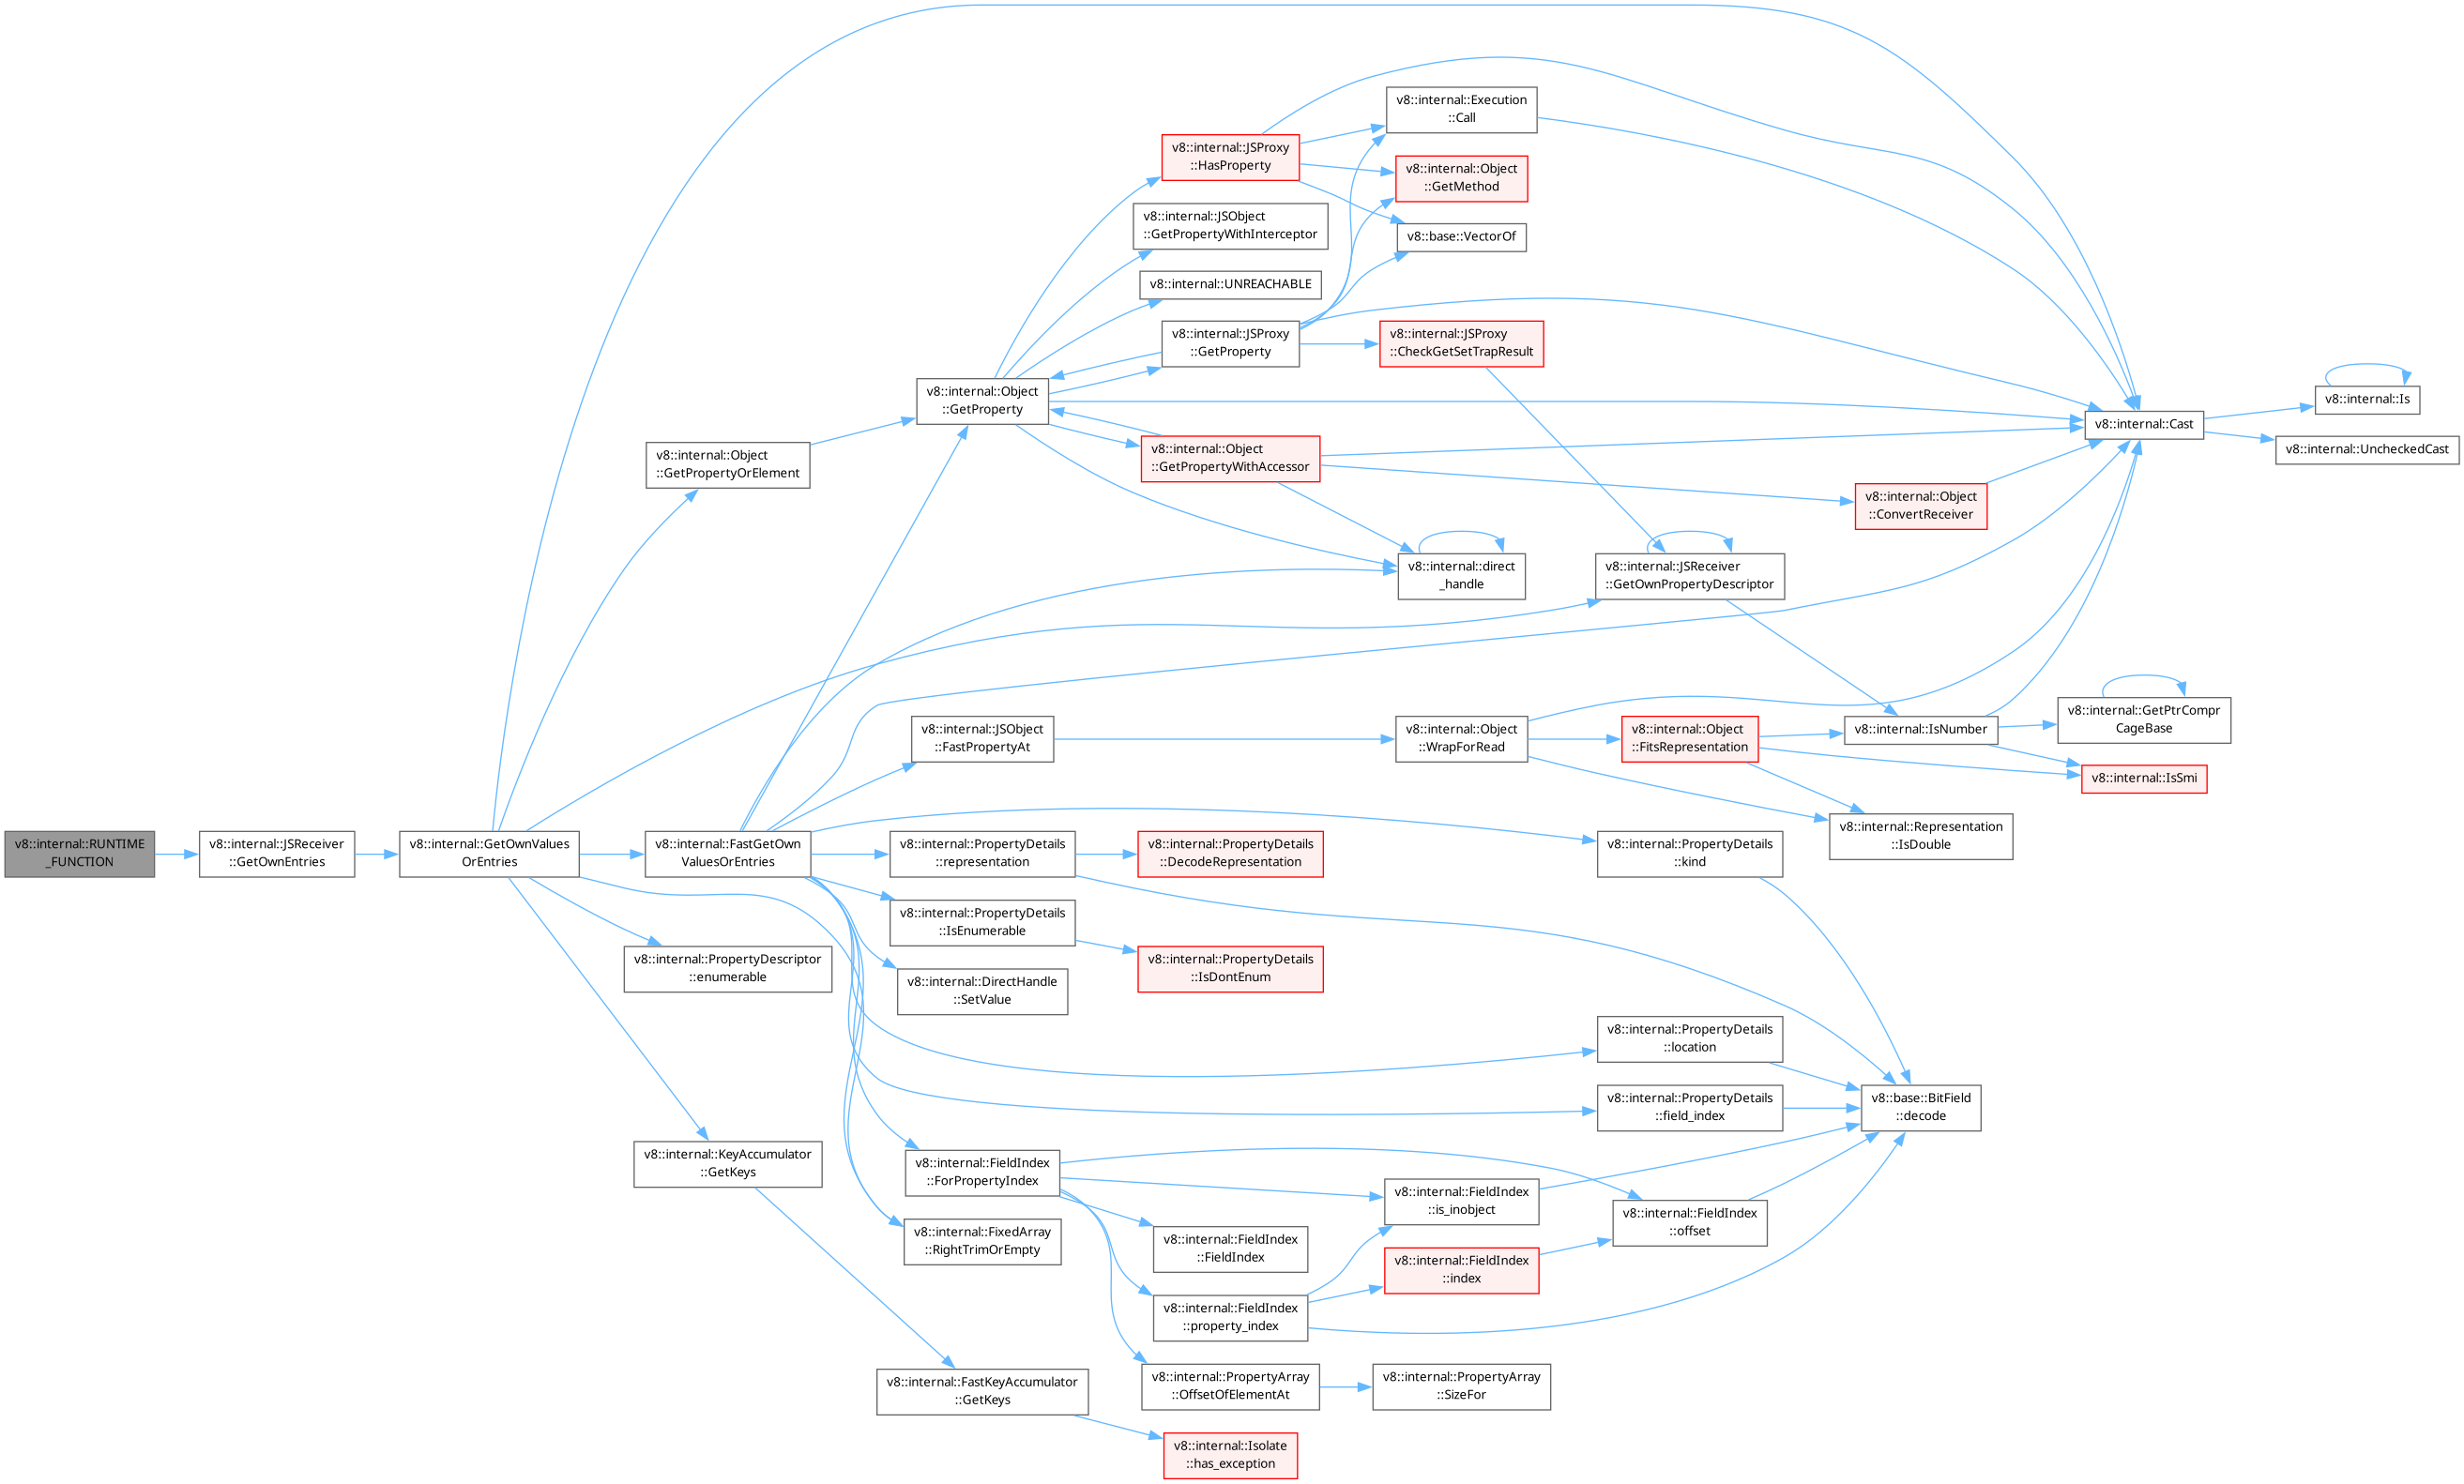 v8::internal::RUNTIME
_FUNCTION
v8::internal::JSReceiver
::GetOwnEntries
v8::internal::GetOwnValues
OrEntries
v8::internal::Object
::GetPropertyOrElement
v8::internal::FastGetOwn
ValuesOrEntries
v8::internal::PropertyDescriptor
::enumerable
v8::internal::KeyAccumulator
::GetKeys
v8::internal::Object
::GetProperty
v8::internal::JSObject
::FastPropertyAt
v8::internal::PropertyDetails
::representation
v8::internal::PropertyDetails
::IsEnumerable
v8::internal::DirectHandle
::SetValue
v8::internal::FieldIndex
::ForPropertyIndex
v8::internal::FixedArray
::RightTrimOrEmpty
v8::internal::FastKeyAccumulator
::GetKeys
v8::internal::JSProxy
::HasProperty
v8::internal::JSObject
::GetPropertyWithInterceptor
v8::internal::UNREACHABLE
v8::internal::JSProxy
::GetProperty
v8::internal::Object
::GetPropertyWithAccessor
v8::internal::PropertyDetails
::DecodeRepresentation
v8::internal::PropertyDetails
::IsDontEnum
v8::internal::FieldIndex
::FieldIndex
v8::internal::FieldIndex
::property_index
v8::internal::PropertyArray
::OffsetOfElementAt
v8::internal::Isolate
::has_exception
v8::internal::Execution
::Call
v8::internal::Object
::GetMethod
v8::base::VectorOf
v8::internal::JSProxy
::CheckGetSetTrapResult
v8::internal::direct
_handle
v8::internal::Object
::WrapForRead
v8::internal::FieldIndex
::is_inobject
v8::internal::FieldIndex
::index
v8::internal::PropertyArray
::SizeFor
v8::internal::JSReceiver
::GetOwnPropertyDescriptor
v8::internal::Object
::FitsRepresentation
v8::internal::PropertyDetails
::kind
v8::internal::PropertyDetails
::location
v8::internal::PropertyDetails
::field_index
v8::internal::FieldIndex
::offset
v8::internal::Object
::ConvertReceiver
v8::internal::IsNumber
v8::internal::Representation
::IsDouble
v8::base::BitField
::decode
v8::internal::Cast
v8::internal::GetPtrCompr
CageBase
v8::internal::IsSmi
v8::internal::Is
v8::internal::UncheckedCast